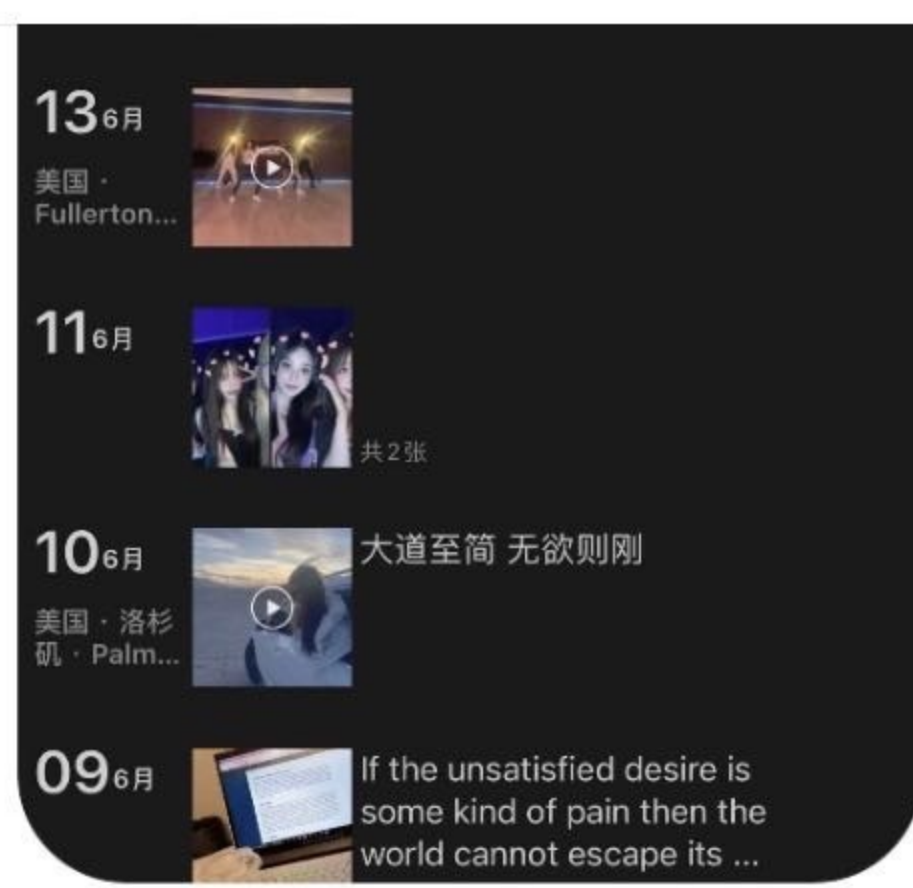 13 6月
美国 ·
Fullerton...
11 6月
共2张
10 6月
大道至简 无欲则刚
美国 · 洛杉
矶 · Palm...
09 6月
If the unsatisfied desire is
some kind of pain then the
world cannot escape its ...